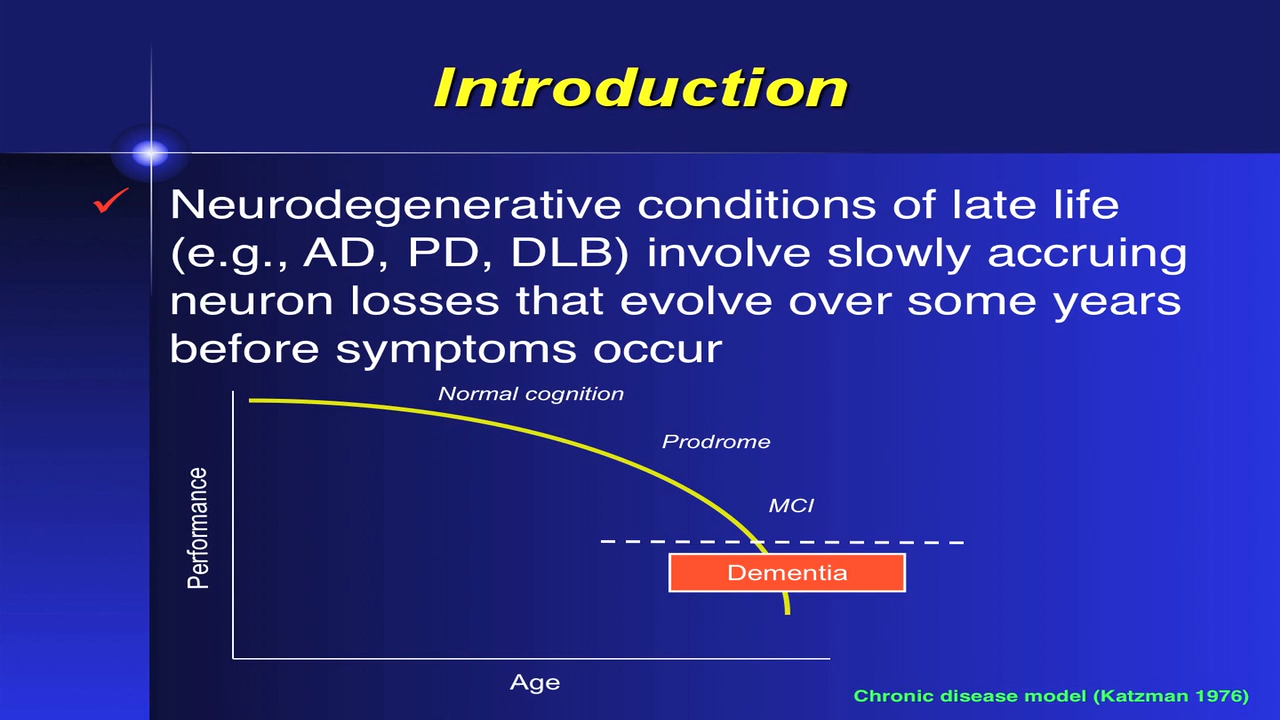 Introduction
Neurodegenerative conditions of late life
(e.g., AD, PD, DLB) involve slowly accruing
neuron losses that evolve over some years
before symptoms occur
Normal cognition
Prodrome
MCI
Dementia
Performance
Age
Chronic disease model (Katzman 1976)